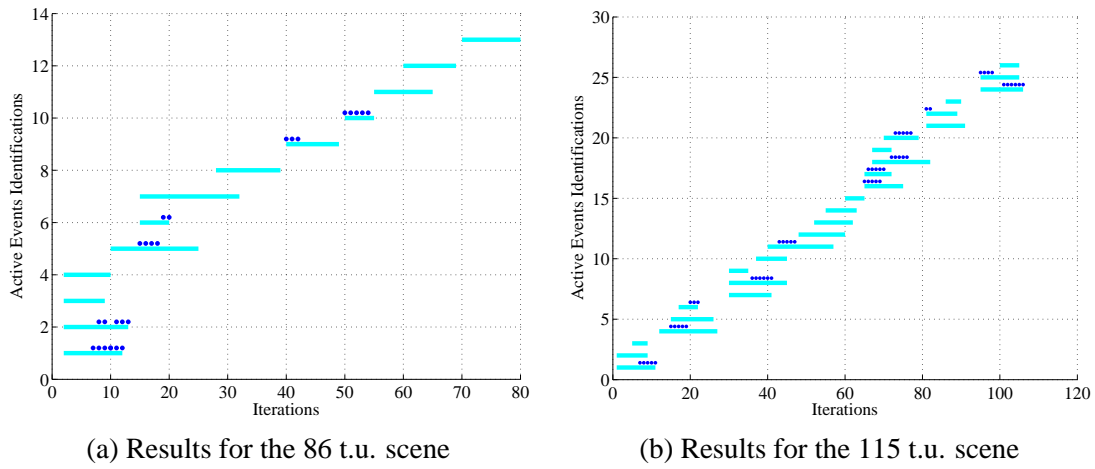 14
12
10
8
6
4
2
0
Active Events Identifications
0 10 20 30 40 50 60 70 80
Iterations
(a) Results for the 86 t.u. scene
30
25
20
15
10
5
0
Active Events Identifications
0 20 40 60 80 100 120
Iterations
(b) Results for the 115 t.u. scene